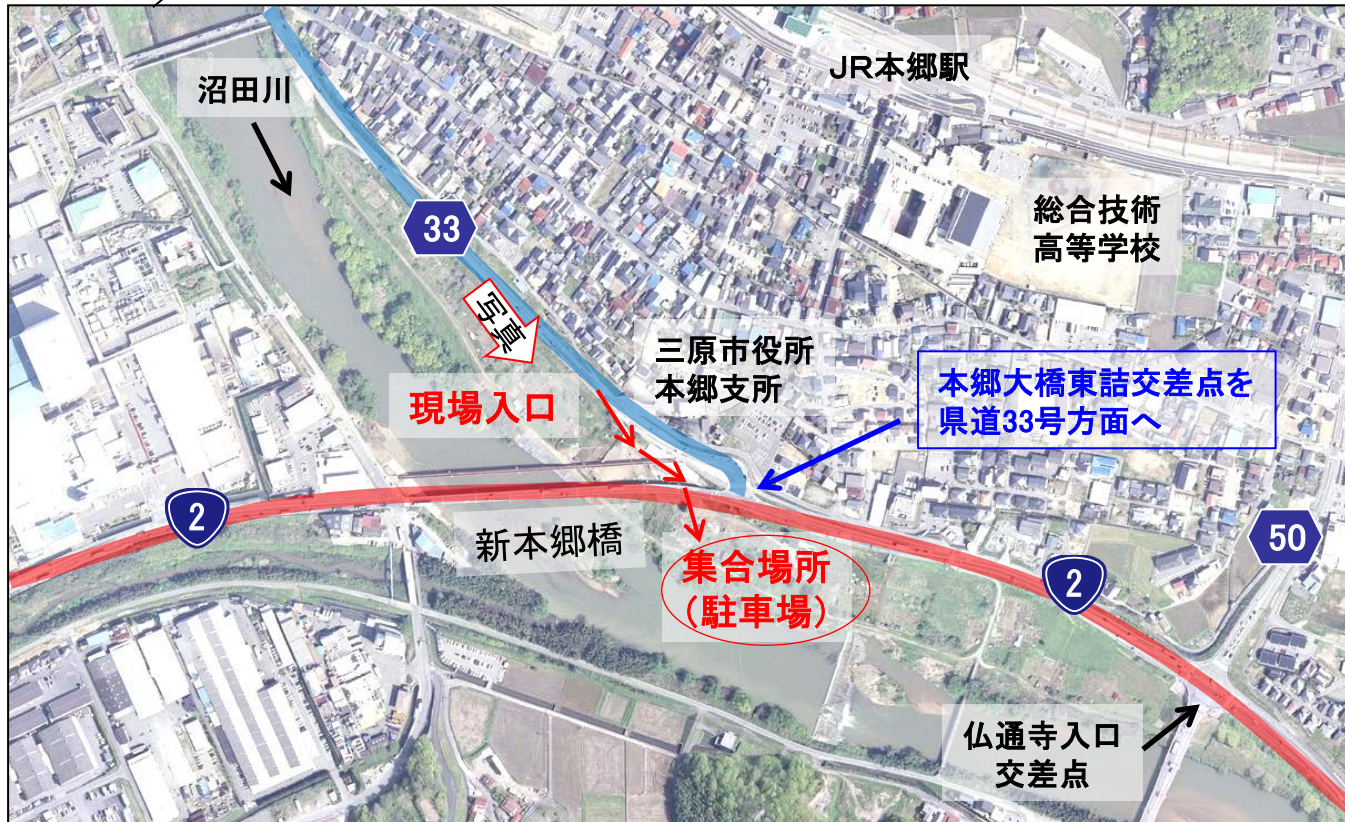 JR本郷駅
沼田川
総合技術
高等学校
33
写真
三原市役所
本郷支所
本郷大橋東詰交差点を
県道33号方面へ
現場入口
2
新本郷橋
50
集合場所
(駐車場)
2
仏通寺入口
交差点